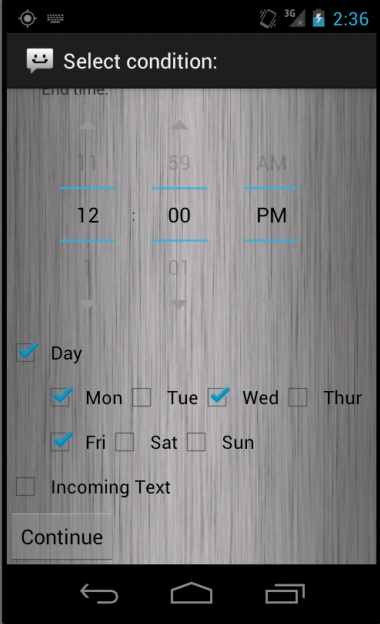 3G 2:36
Select condition:
End time:
11 59 AM
12 : 00 PM
1 01
Day
Mon Tue Wed Thur
Fri Sat Sun
Incoming Text
Continue